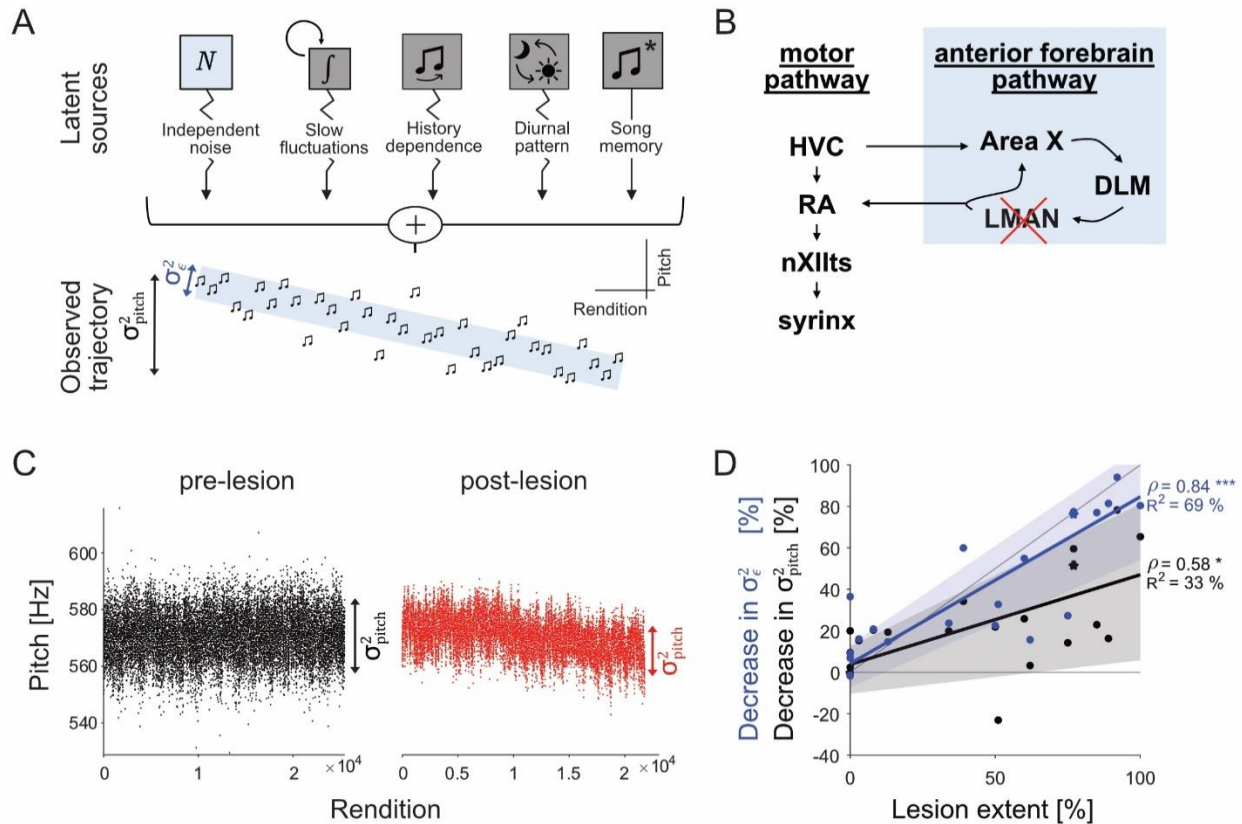 A
Latent sources
N
∫
*
Independent noise
Slow fluctuations
History dependence
Diurnal pattern
Song memory
+
Observed trajectory
σ²pitch
σ²ϵ
Pitch
Rendition
B
motor pathway
anterior forebrain pathway
HVC
Area X
DLM
RA
LMAN
nXIIts
syrinx
C
pre-lesion
post-lesion
Pitch [Hz]
600
580
560
540
σ²pitch
σ²pitch
0
1
2
× 10⁴
0
0.5
1
1.5
2
× 10⁴
Rendition
D
Decrease in σ²ϵ [%]
Decrease in σ²pitch [%]
100
80
60
40
20
0
-20
-40
ρ = 0.84 ***
R² = 69 %
ρ = 0.58 *
R² = 33 %
0
50
100
Lesion extent [%]